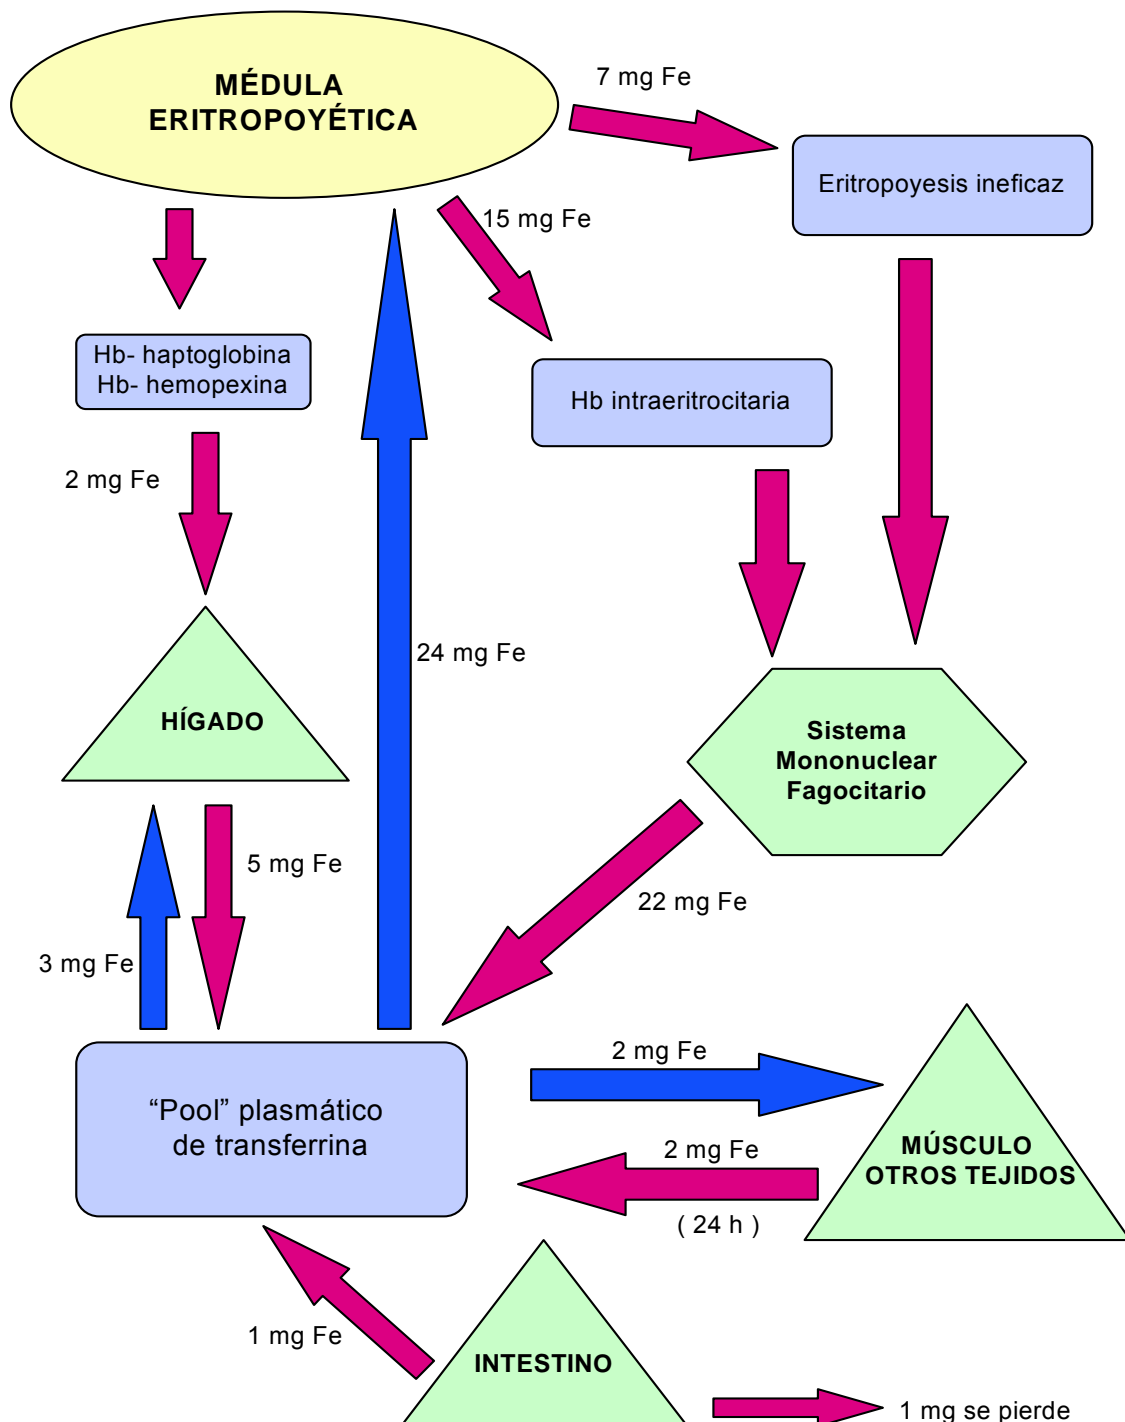 MÉDULA
ERITROPOYÉTICA
7 mg Fe
Eritropoyesis ineficaz
15 mg Fe
Hb- haptoglobina
Hb- hemopexina
Hb intraeritrocitaria
2 mg Fe
24 mg Fe
HÍGADO
Sistema
Mononuclear
Fagocitario
5 mg Fe
22 mg Fe
3 mg Fe
2 mg Fe
“Pool” plasmático
de transferrina
MÚSCULO
OTROS TEJIDOS
2 mg Fe
( 24 h )
1 mg Fe
INTESTINO
1 mg se pierde